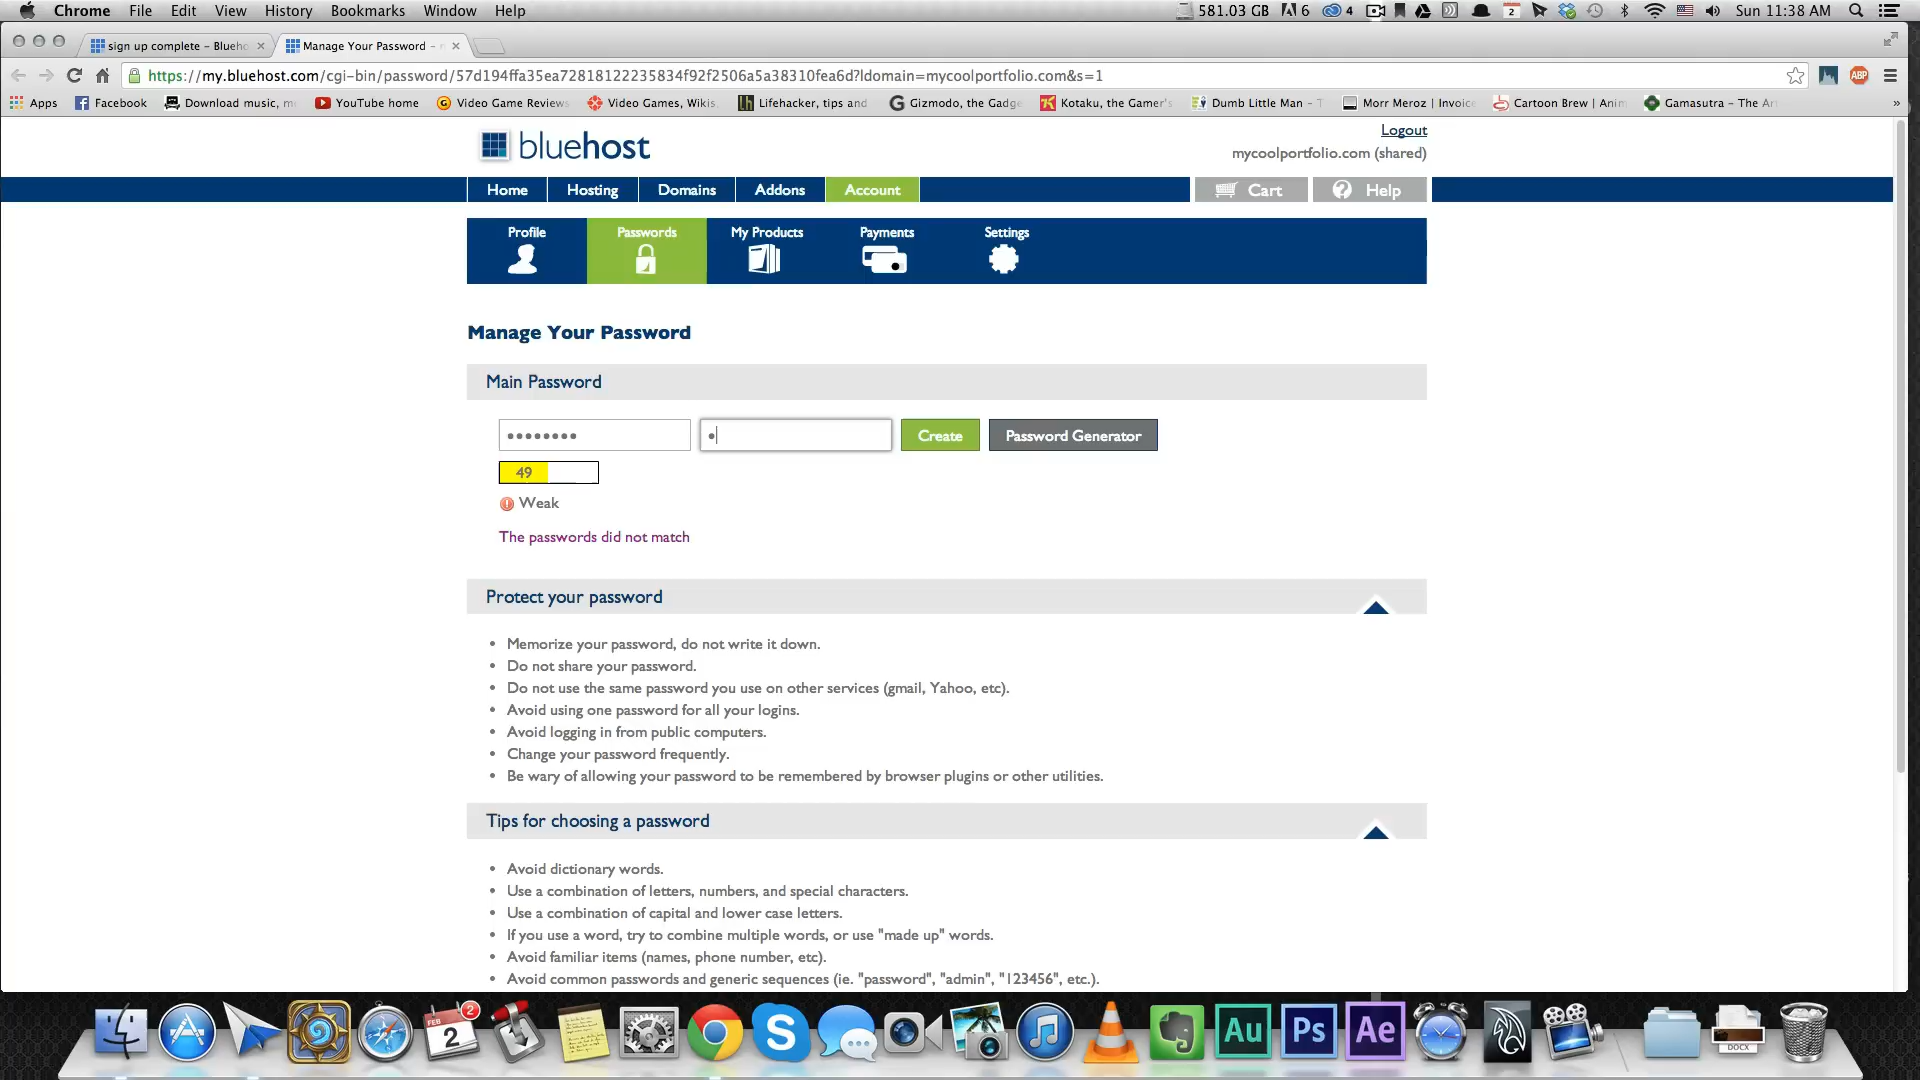 Chrome File Edit View History Bookmarks Window Help 581.03 GB 6 4 2 Sun 11:38 AM
sign up complete – Blueho Manage Your Password –
https://my.bluehost.com/cgi-bin/password/57d194ffa35ea72818122235834f92f2506a5a38310fea6d?ldomain=mycoolportfolio.com&s=1 ABP
Apps Facebook Download music, m YouTube home Video Game Reviews Video Games, Wikis, Lifehacker, tips and Gizmodo, the Gadge Kotaku, the Gamer's Dumb Little Man – T Morr Meroz | Invoice Cartoon Brew | Anim Gamasutra – The Ar »
bluehost
Logout
mycoolportfolio.com (shared)
Home Hosting Domains Addons Account Cart Help
Profile Passwords My Products Payments Settings
Manage Your Password
Main Password
Create Password Generator
49
Weak
The passwords did not match
Protect your password
• Memorize your password, do not write it down.
• Do not share your password.
• Do not use the same password you use on other services (gmail, Yahoo, etc).
• Avoid using one password for all your logins.
• Avoid logging in from public computers.
• Change your password frequently.
• Be wary of allowing your password to be remembered by browser plugins or other utilities.
Tips for choosing a password
• Avoid dictionary words.
• Use a combination of letters, numbers, and special characters.
• Use a combination of capital and lower case letters.
• If you use a word, try to combine multiple words, or use "made up" words.
• Avoid familiar items (names, phone number, etc).
• Avoid common passwords and generic sequences (ie. "password", "admin", "123456", etc.).
FEB 2 2 S Au Ps Ae DOCX